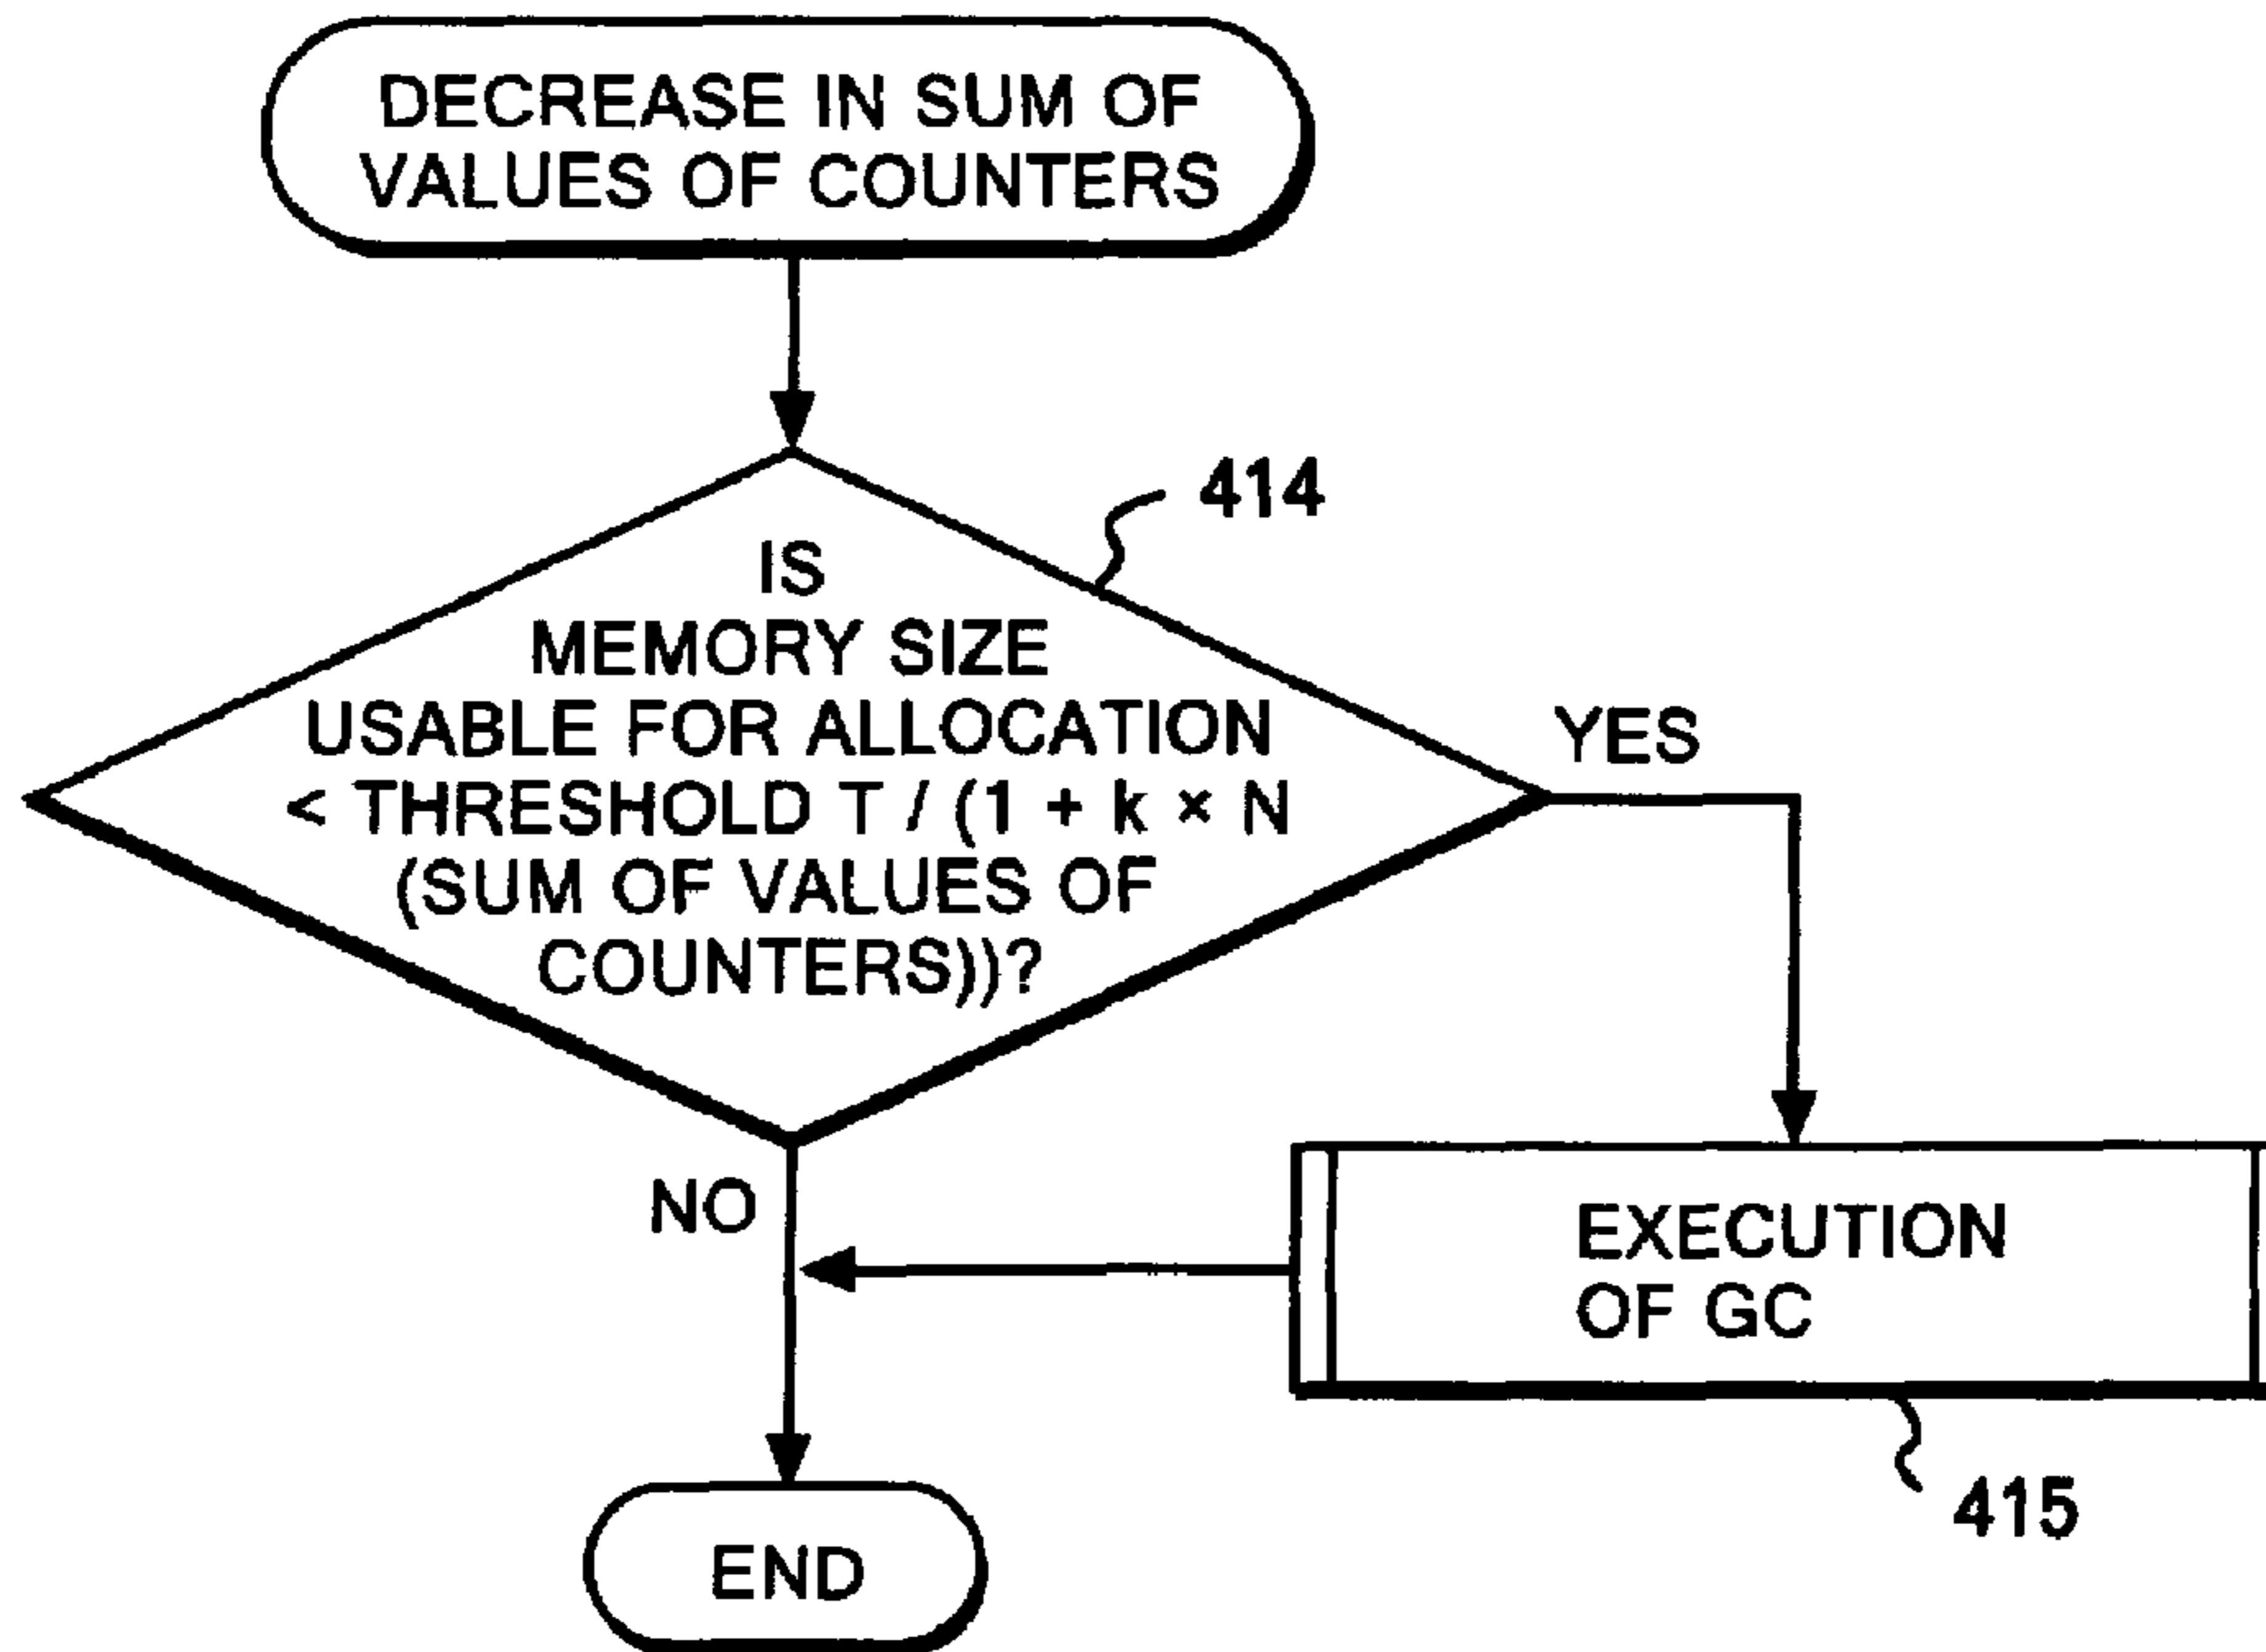 DECREASE IN SUM OF
VALUES OF COUNTERS
414
IS
MEMORY SIZE
USABLE FOR ALLOCATION
< THRESHOLD T / (1 + k × N
(SUM OF VALUES OF
COUNTERS))?
YES
NO
EXECUTION
OF GC
415
END